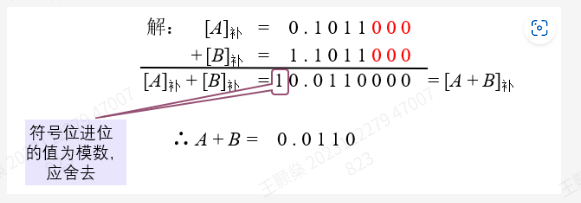 解： [A]补 = 0.1011000
+[B]补 = 1.1011000
[A]补 + [B]补 = 10.0110000 = [A + B]补
符号位进位
的值为模数，
应舍去
∴ A + B = 0.0110